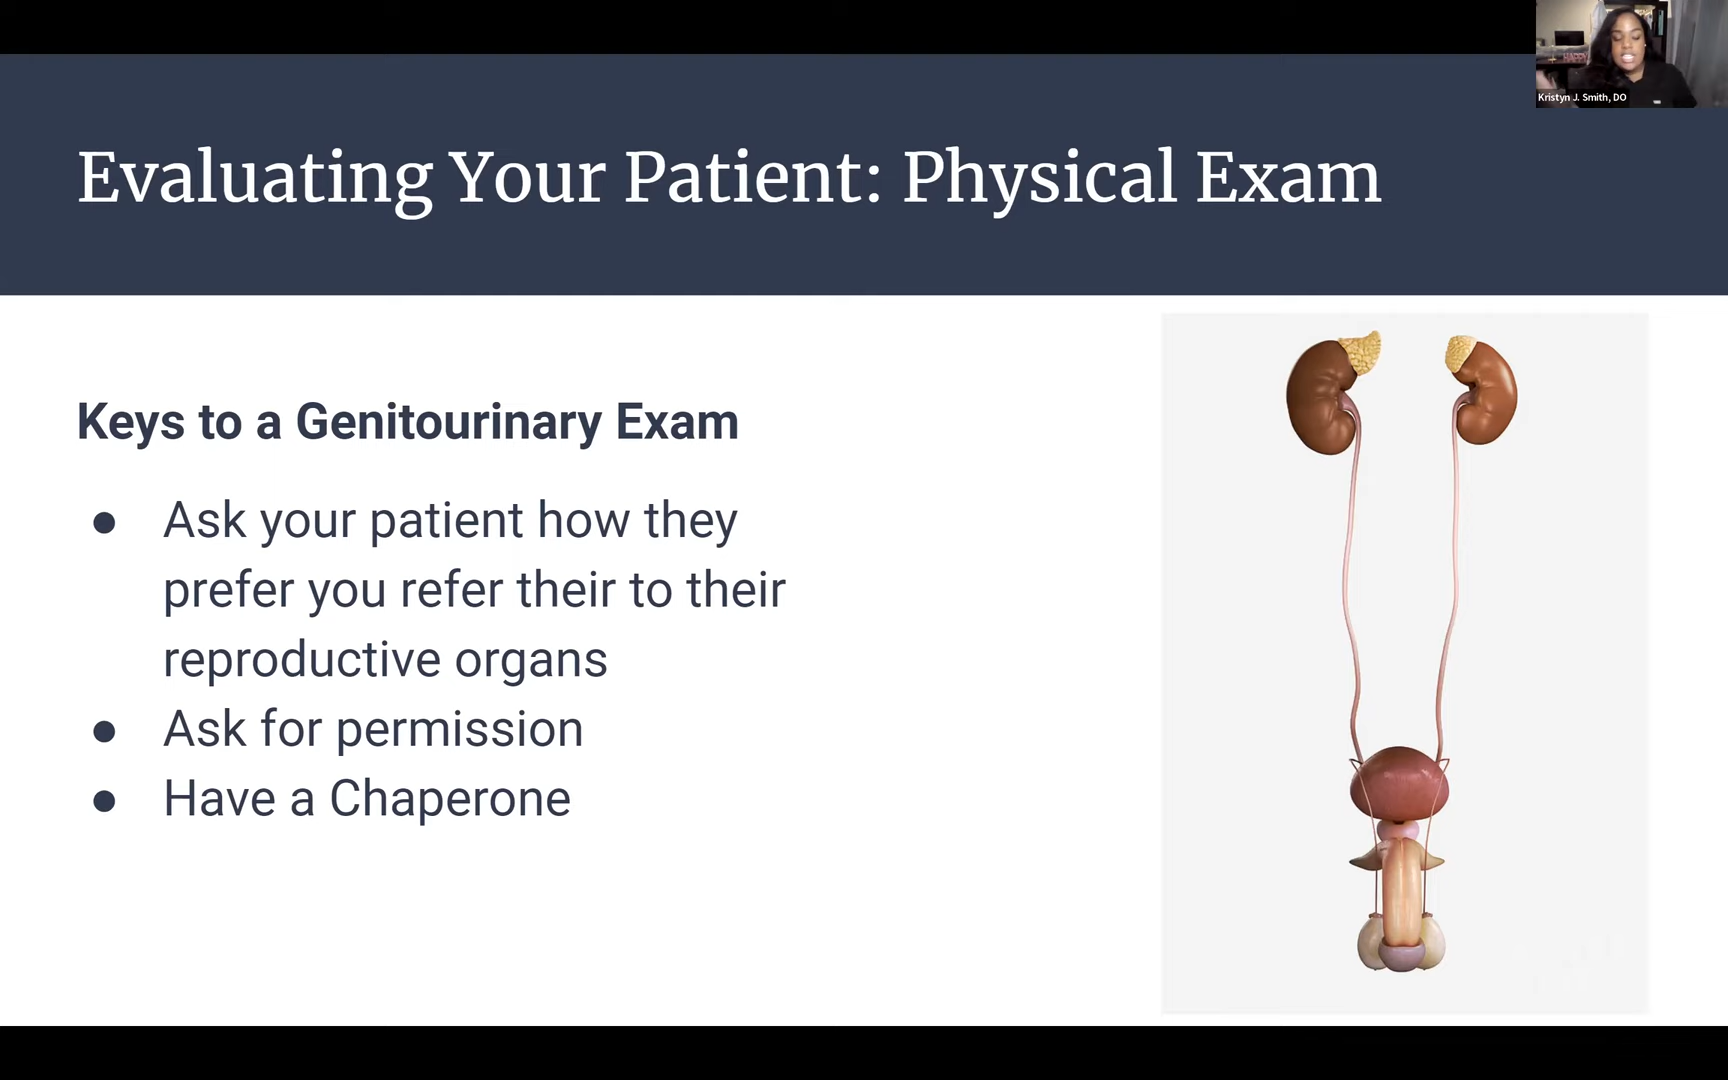 Kristyn J. Smith, DO
Evaluating Your Patient: Physical Exam
Keys to a Genitourinary Exam
● Ask your patient how they
prefer you refer their to their
reproductive organs
● Ask for permission
● Have a Chaperone
HAPPY